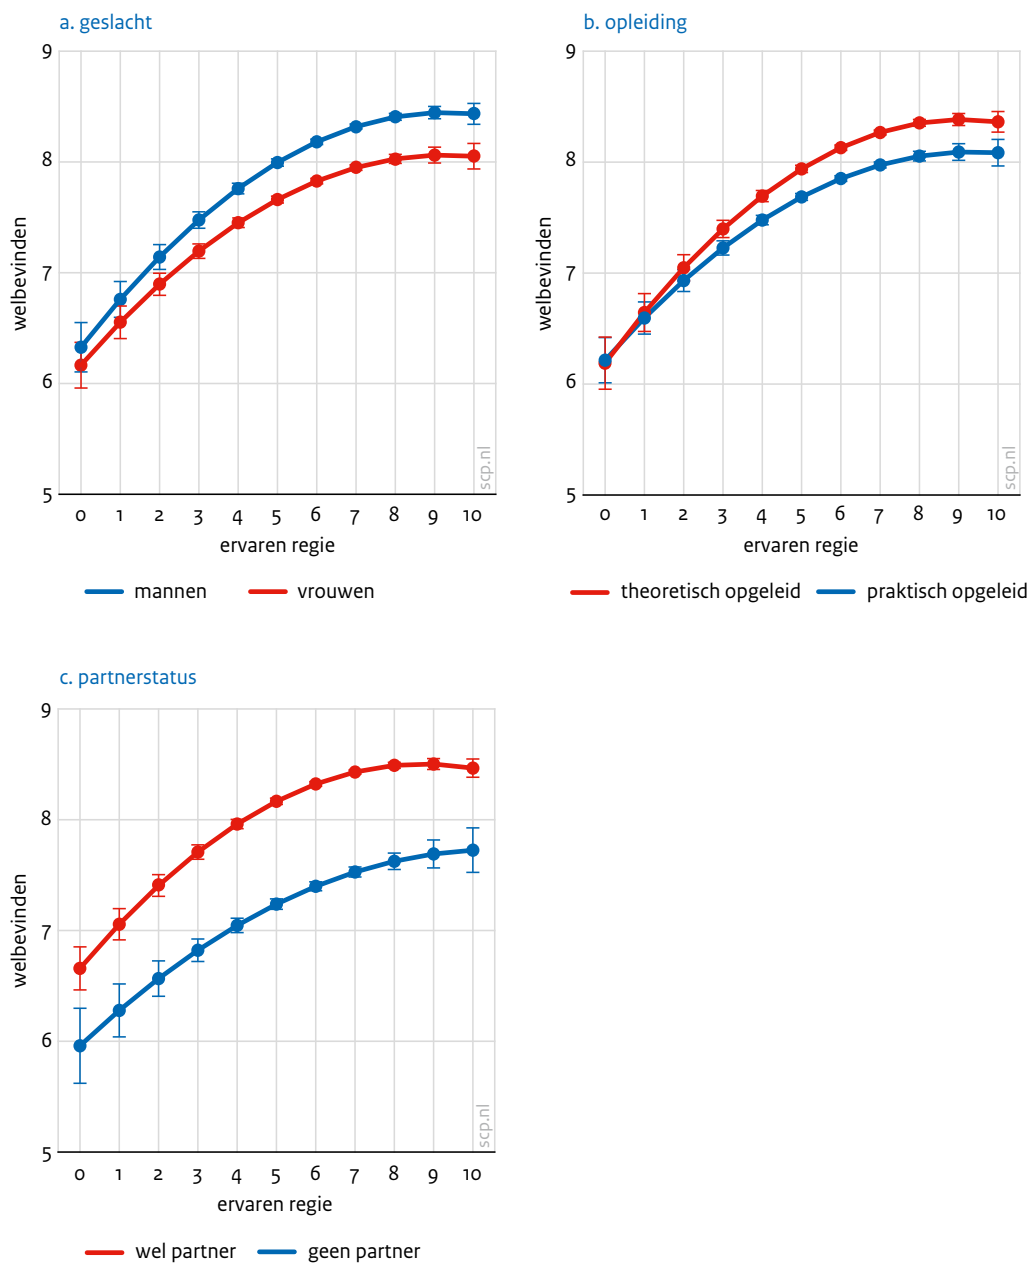 a. geslacht
9
8
7
6
5
welbevinden
scp.nl
0 1 2 3 4 5 6 7 8 9 10
ervaren regie
mannen vrouwen
b. opleiding
9
8
7
6
5
welbevinden
scp.nl
0 1 2 3 4 5 6 7 8 9 10
ervaren regie
theoretisch opgeleid praktisch opgeleid
c. partnerstatus
9
8
7
6
5
welbevinden
scp.nl
0 1 2 3 4 5 6 7 8 9 10
ervaren regie
wel partner geen partner